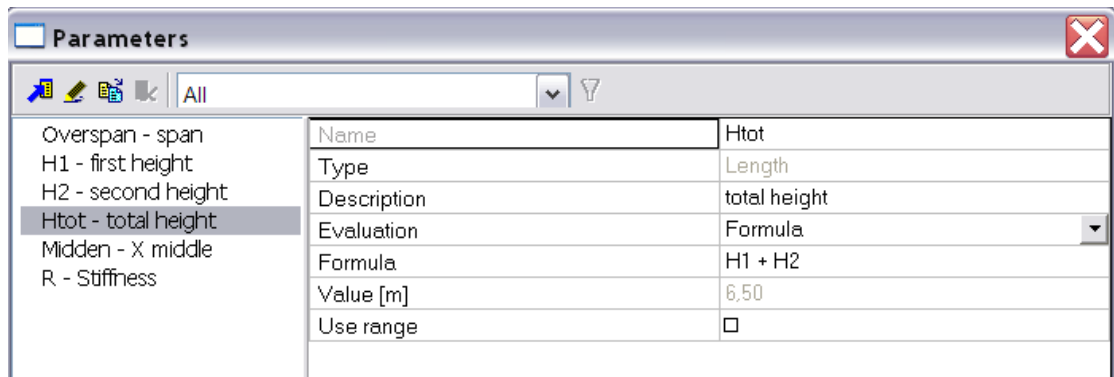 Parameters
All
Overspan - span
H1 - first height
H2 - second height
Htot - total height
Midden - X middle
R - Stiffness
Name Htot
Type Length
Description total height
Evaluation Formula
Formula H1 + H2
Value [m] 6,50
Use range